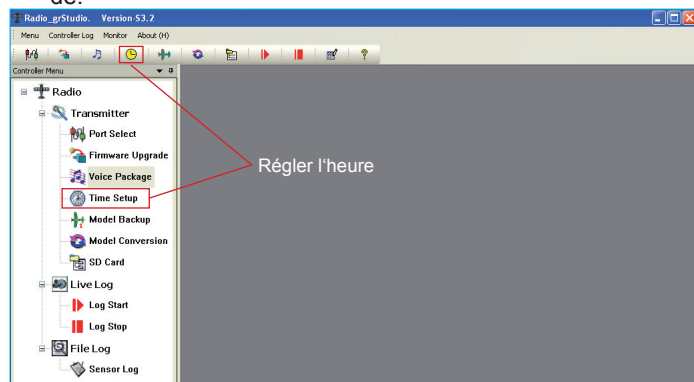 de.
Radio_grStudio. Version-S3.2
Menu Controller Log Monitor About (H)
Controller Menu
Radio
Transmitter
Port Select
Firmware Upgrade
Voice Package
Time Setup
Model Backup
Model Conversion
SD Card
Live Log
Log Start
Log Stop
File Log
Sensor Log
Régler l‘heure